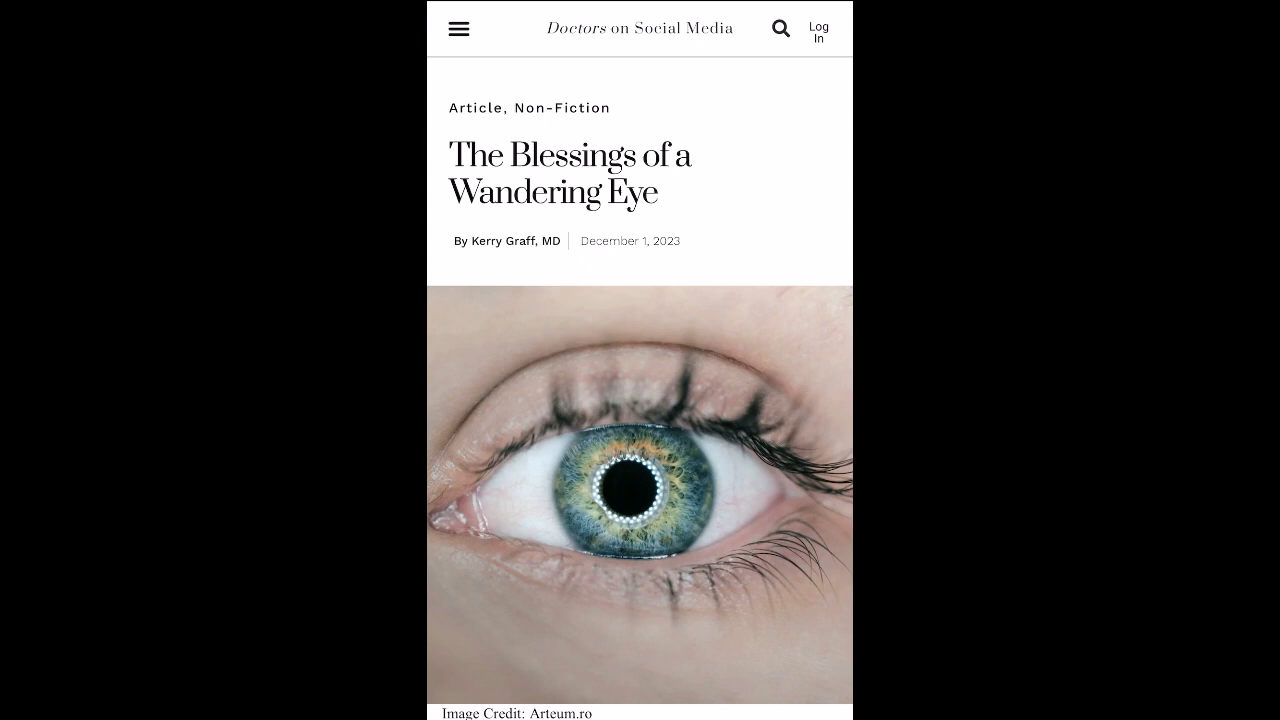 Doctors on Social Media
Log
In
Article, Non-Fiction
The Blessings of a
Wandering Eye
By Kerry Graff, MD
December 1, 2023
Image Credit: Arteum.ro